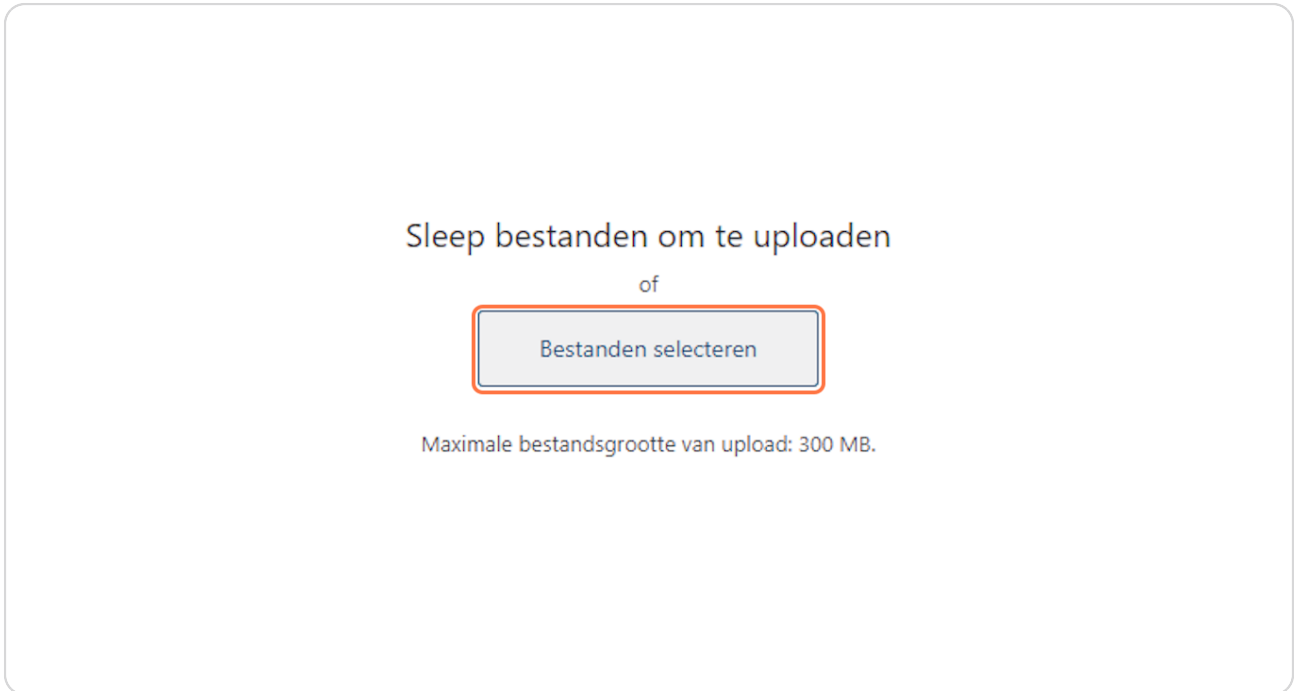 Sleep bestanden om te uploaden
of
Bestanden selecteren
Maximale bestandsgrootte van upload: 300 MB.